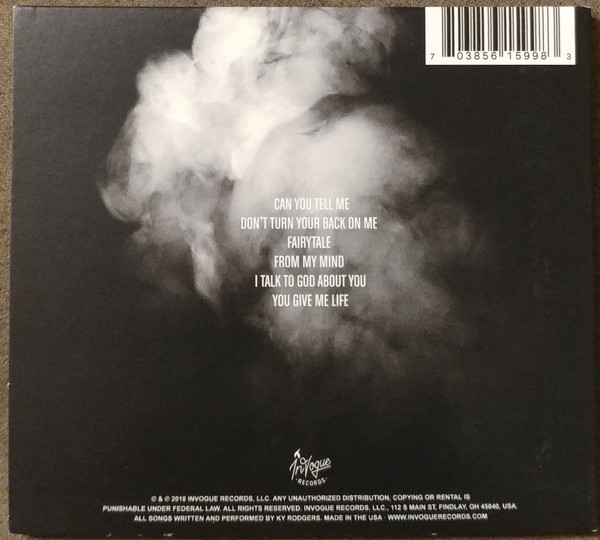 7 03856 15998 3
CAN YOU TELL ME
DON'T TURN YOUR BACK ON ME
FAIRYTALE
FROM MY MIND
I TALK TO GOD ABOUT YOU
YOU GIVE ME LIFE
InVogue
·RECORDS·
© & ℗ 2018 INVOGUE RECORDS, LLC. ANY UNAUTHORIZED DISTRIBUTION, COPYING OR RENTAL IS
PUNISHABLE UNDER FEDERAL LAW. ALL RIGHTS RESERVED. INVOGUE RECORDS, LLC., 112 S MAIN ST, FINDLAY, OH 45840, USA
ALL SONGS WRITTEN AND PERFORMED BY KY RODGERS. MADE IN THE USA · WWW.INVOGUERECORDS.COM